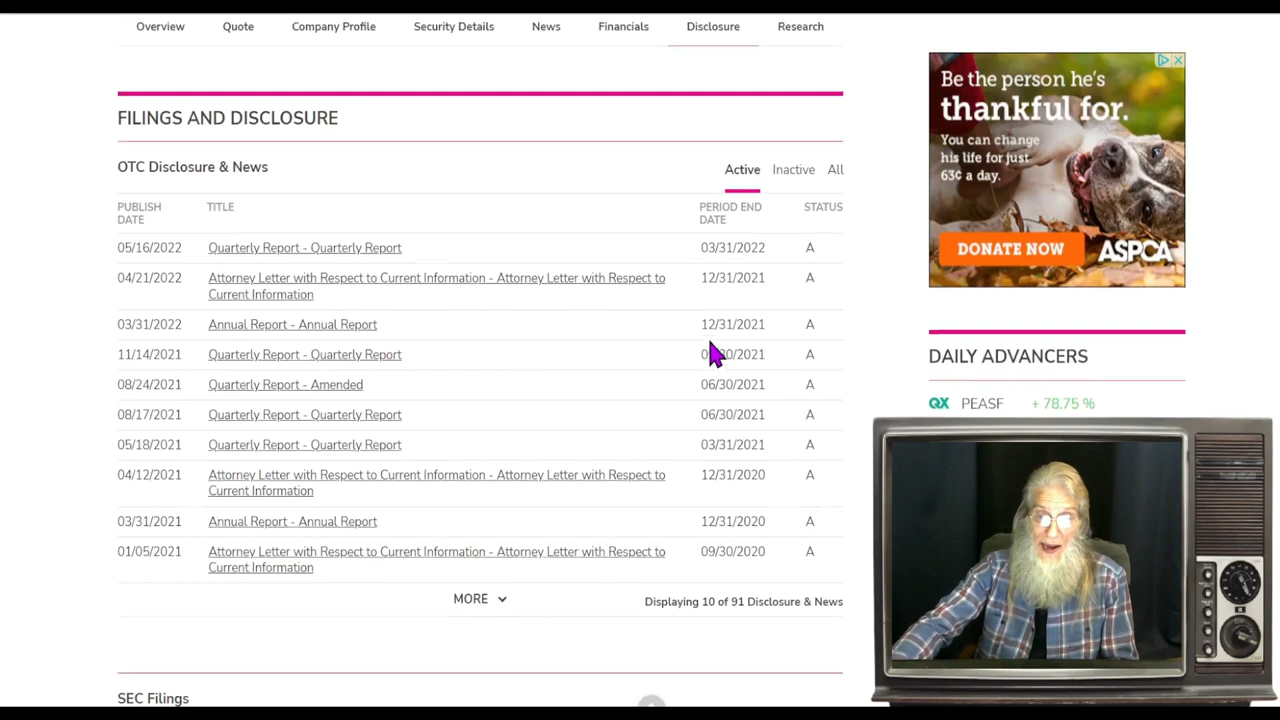 Overview Quote Company Profile Security Details News Financials Disclosure Research
FILINGS AND DISCLOSURE
OTC Disclosure & News
Active Inactive All
PUBLISH DATE TITLE PERIOD END DATE STATUS
05/16/2022 Quarterly Report - Quarterly Report 03/31/2022 A
04/21/2022 Attorney Letter with Respect to Current Information - Attorney Letter with Respect to 12/31/2021 A
Current Information
03/31/2022 Annual Report - Annual Report 12/31/2021 A
11/14/2021 Quarterly Report - Quarterly Report A
08/24/2021 Quarterly Report - Amended 06/30/2021 A
08/17/2021 Quarterly Report - Quarterly Report 06/30/2021 A
05/18/2021 Quarterly Report - Quarterly Report 03/31/2021 A
04/12/2021 Attorney Letter with Respect to Current Information - Attorney Letter with Respect to 12/31/2020 A
Current Information
03/31/2021 Annual Report - Annual Report 12/31/2020 A
01/05/2021 Attorney Letter with Respect to Current Information - Attorney Letter with Respect to 09/30/2020 A
Current Information
MORE
Displaying 10 of 91 Disclosure & News
SEC Filings
Be the person he's
thankful for.
You can change
his life for just
63¢ a day.
DONATE NOW ASPCA
DAILY ADVANCERS
QX PEASF + 78.75 %